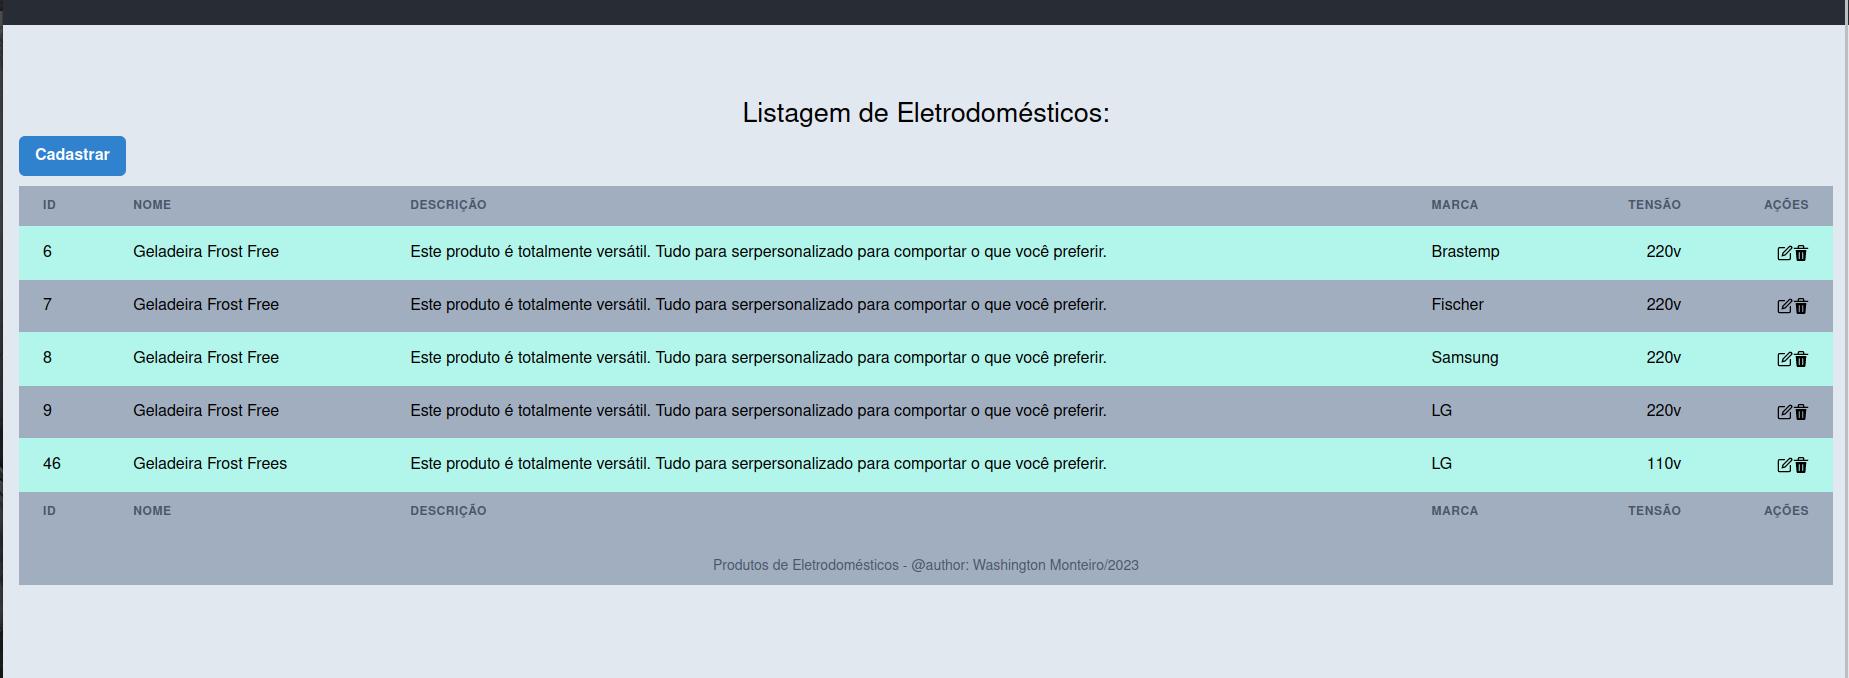 Listagem de Eletrodomésticos:
Cadastrar
ID NOME DESCRIÇÃO MARCA TENSÃO AÇÕES
6 Geladeira Frost Free Este produto é totalmente versátil. Tudo para serpersonalizado para comportar o que você preferir. Brastemp 220v
7 Geladeira Frost Free Este produto é totalmente versátil. Tudo para serpersonalizado para comportar o que você preferir. Fischer 220v
8 Geladeira Frost Free Este produto é totalmente versátil. Tudo para serpersonalizado para comportar o que você preferir. Samsung 220v
9 Geladeira Frost Free Este produto é totalmente versátil. Tudo para serpersonalizado para comportar o que você preferir. LG 220v
46 Geladeira Frost Frees Este produto é totalmente versátil. Tudo para serpersonalizado para comportar o que você preferir. LG 110v
ID NOME DESCRIÇÃO MARCA TENSÃO AÇÕES
Produtos de Eletrodomésticos - @author: Washington Monteiro/2023